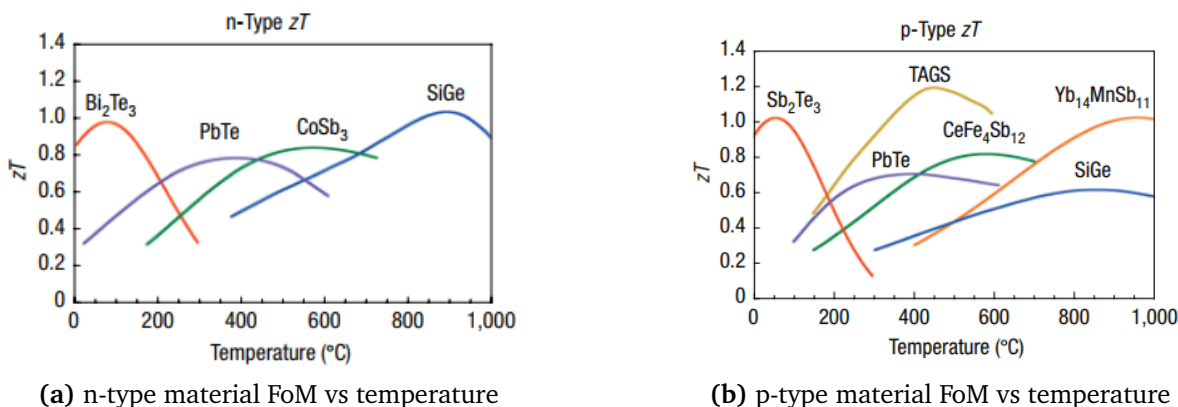 n-Type zT
1.4
1.2
1.0
0.8
0.6
0.4
0.2
0
zT
Bi₂Te₃
PbTe
CoSb₃
SiGe
0 200 400 600 800 1,000
Temperature (°C)
(a) n-type material FoM vs temperature
p-Type zT
1.4
1.2
1.0
0.8
0.6
0.4
0.2
0
zT
Sb₂Te₃
TAGS
PbTe
CeFe₄Sb₁₂
Yb₁₄MnSb₁₁
SiGe
0 200 400 600 800 1,000
Temperature (°C)
(b) p-type material FoM vs temperature